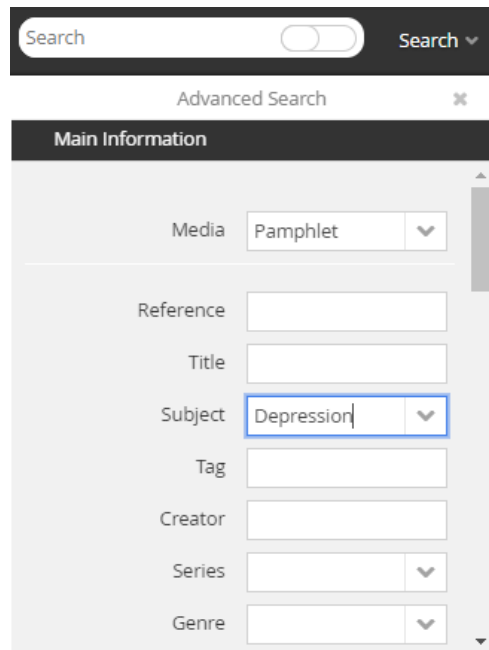 Search Search
Advanced Search
Main Information
Media Pamphlet
Reference
Title
Subject Depression
Tag
Creator
Series
Genre